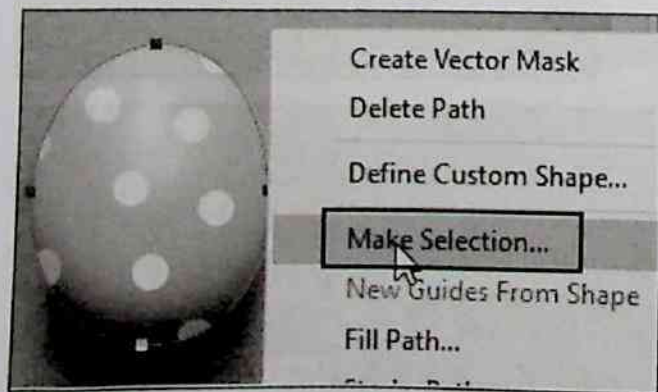 Create Vector Mask
Delete Path
Define Custom Shape...
Make Selection...
New Guides From Shape
Fill Path...